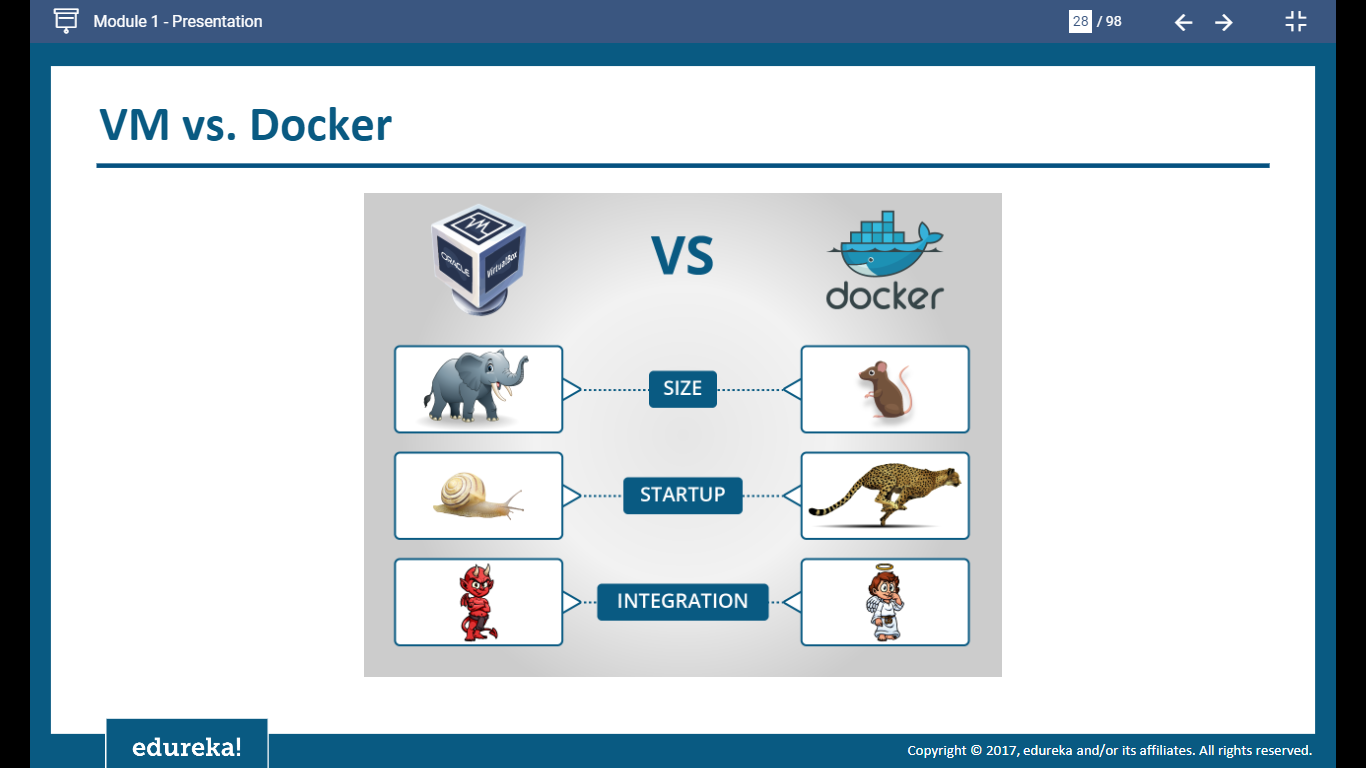 Module 1 - Presentation
28 / 98
VM vs. Docker
VM
ORACLE
VirtualBox
VS
docker
SIZE
STARTUP
INTEGRATION
edureka!
Copyright © 2017, edureka and/or its affiliates. All rights reserved.